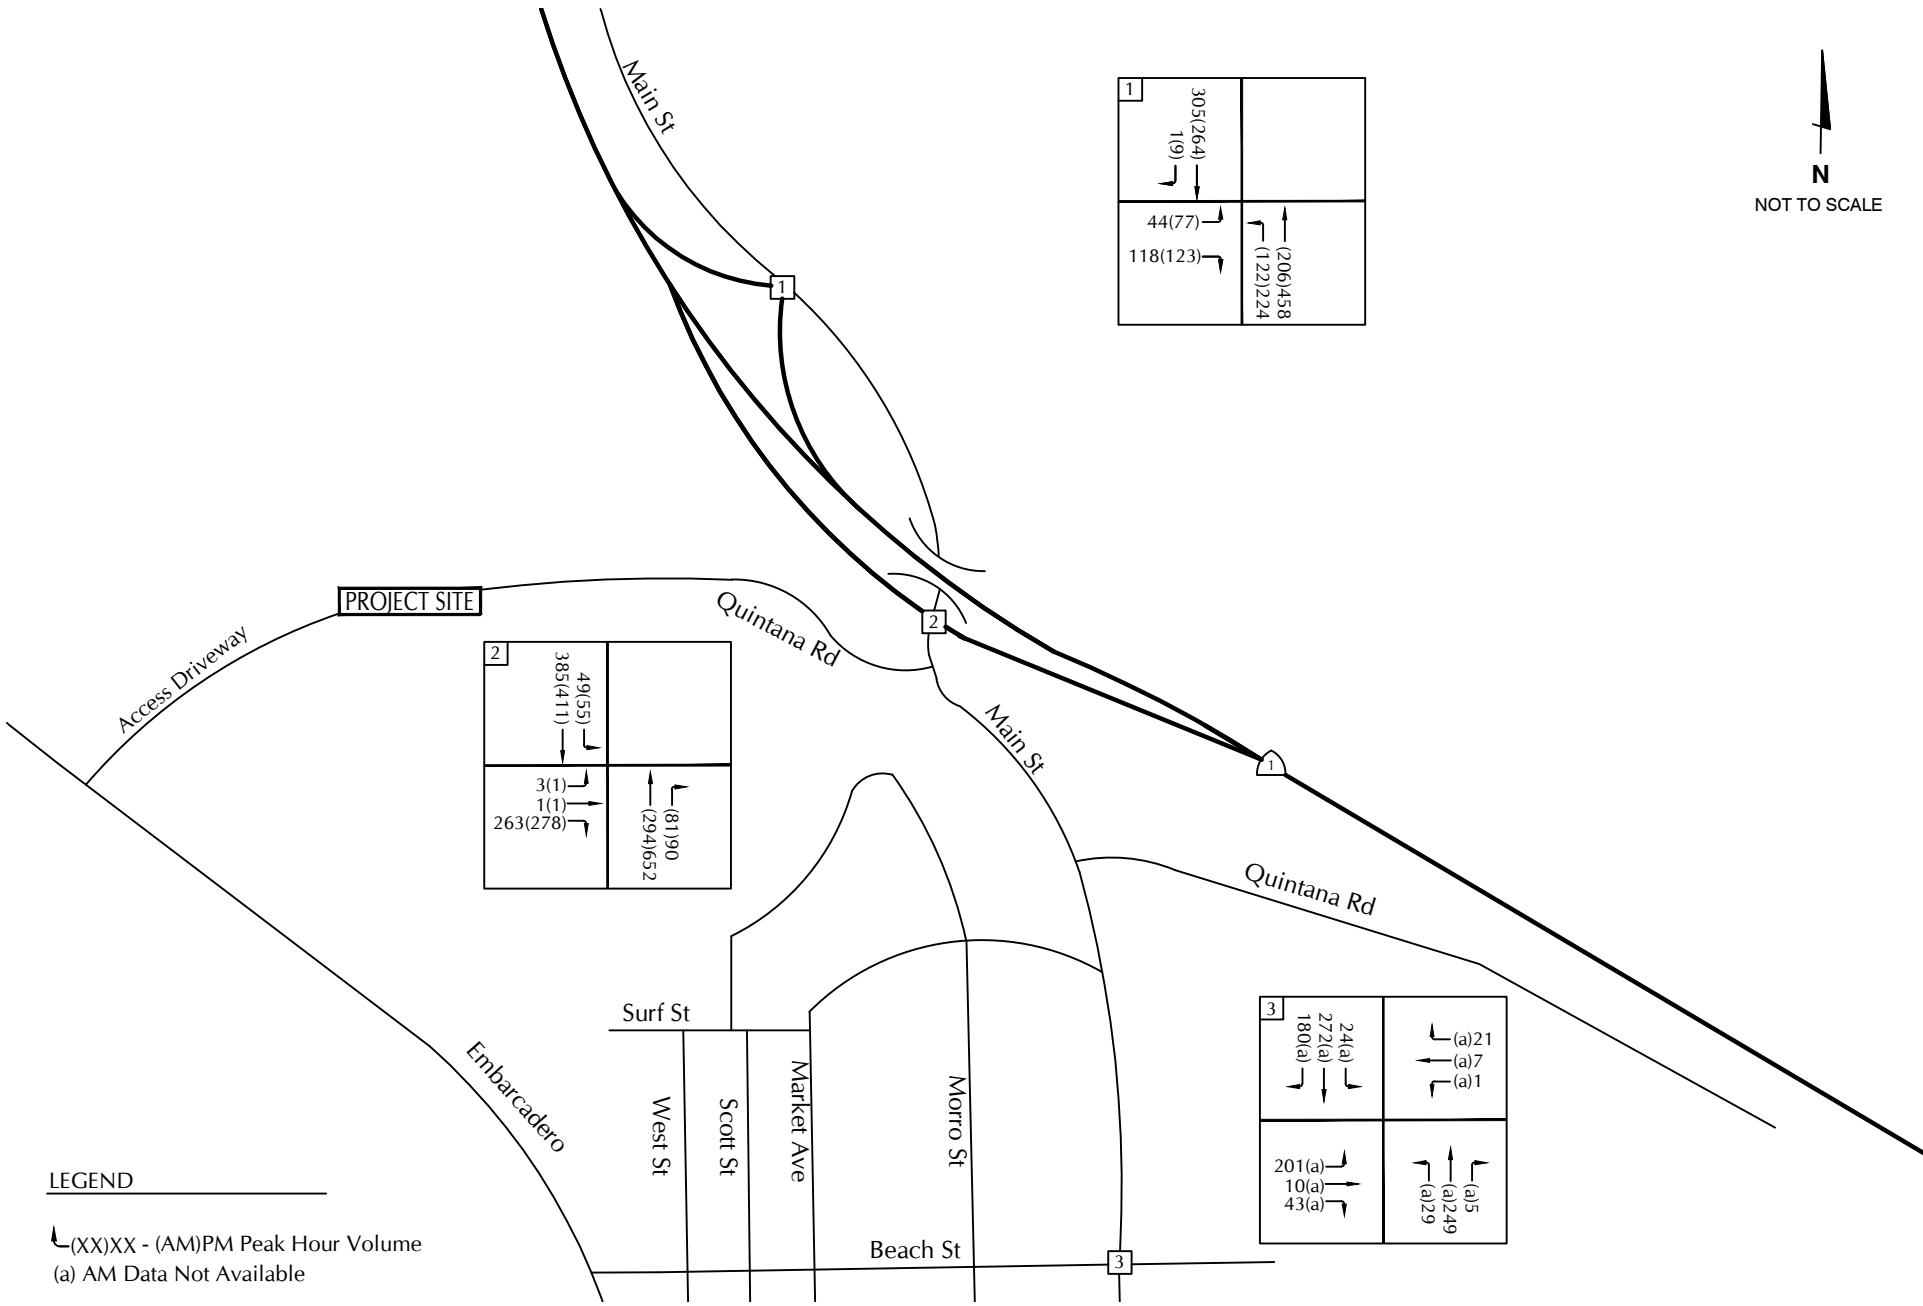 Main St
1
305(264)
1(9)
44(77)
118(123)
(206)458
(122)224
N
NOT TO SCALE
1
2
PROJECT SITE
Quintana Rd
Access Driveway
2
49(55)
385(411)
3(1)
1(1)
263(278)
(81)90
(294)652
Main St
1
Quintana Rd
Surf St
Embarcadero
West St
Scott St
Market Ave
Morro St
Beach St
3
3
24(a)
272(a)
180(a)
(a)21
(a)7
(a)1
201(a)
10(a)
43(a)
(a)5
(a)249
(a)29
LEGEND
(XX)XX - (AM)PM Peak Hour Volume
(a) AM Data Not Available